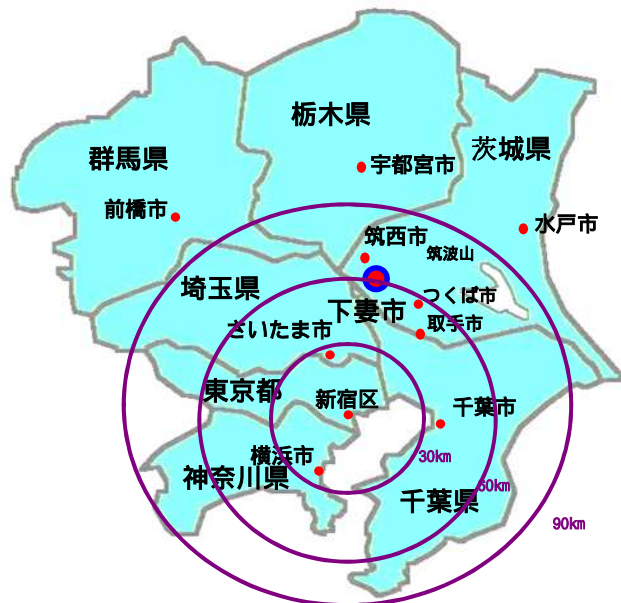 栃木県
茨城県
群馬県
宇都宮市
前橋市
水戸市
筑西市
筑波山
埼玉県
つくば市
下妻市
さいたま市
取手市
東京都
新宿区
千葉市
横浜市
30km
神奈川県
60km
千葉県
90km